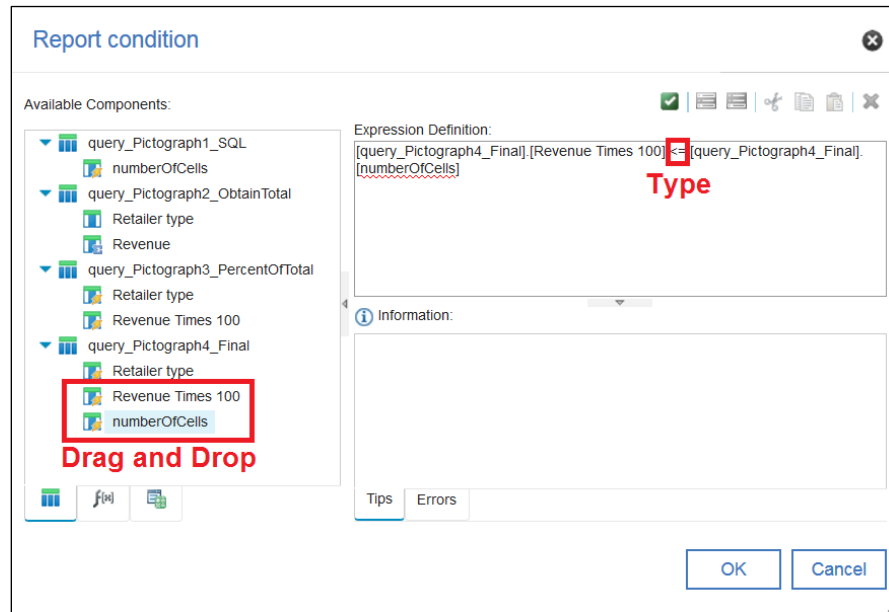 Report condition
Available Components:
query_Pictograph1_SQL
numberOfCells
query_Pictograph2_ObtainTotal
Retailer type
Revenue
query_Pictograph3_PercentOfTotal
Retailer type
Revenue Times 100
query_Pictograph4_Final
Retailer type
Revenue Times 100
numberOfCells
Drag and Drop
f(x)
Expression Definition:
[query_Pictograph4_Final].[Revenue Times 100] <= [query_Pictograph4_Final].
[numberOfCells]
Type
Information:
Tips Errors
OK Cancel